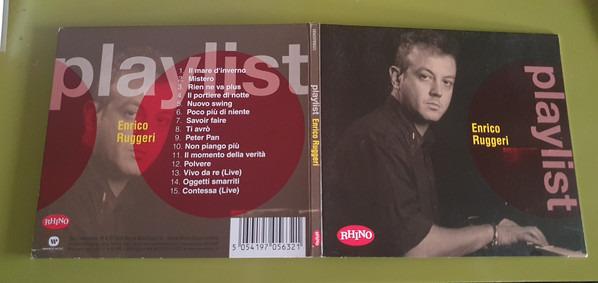 playlist
1. Il mare d'inverno
2. Mistero
3. Rien ne va plus
4. Il portiere di notte
5. Nuovo swing
6. Poco più di niente
7. Savoir faire
8. Ti avrò
9. Peter Pan
10. Non piango più
11. Il momento della verità
12. Polvere
13. Vivo da re (Live)
14. Oggetti smarriti
15. Contessa (Live)
Enrico
Ruggeri
RHINO
5 054197 056321
playlist Enrico Ruggeri
RHINO
playlist
Enrico
Ruggeri
RHINO